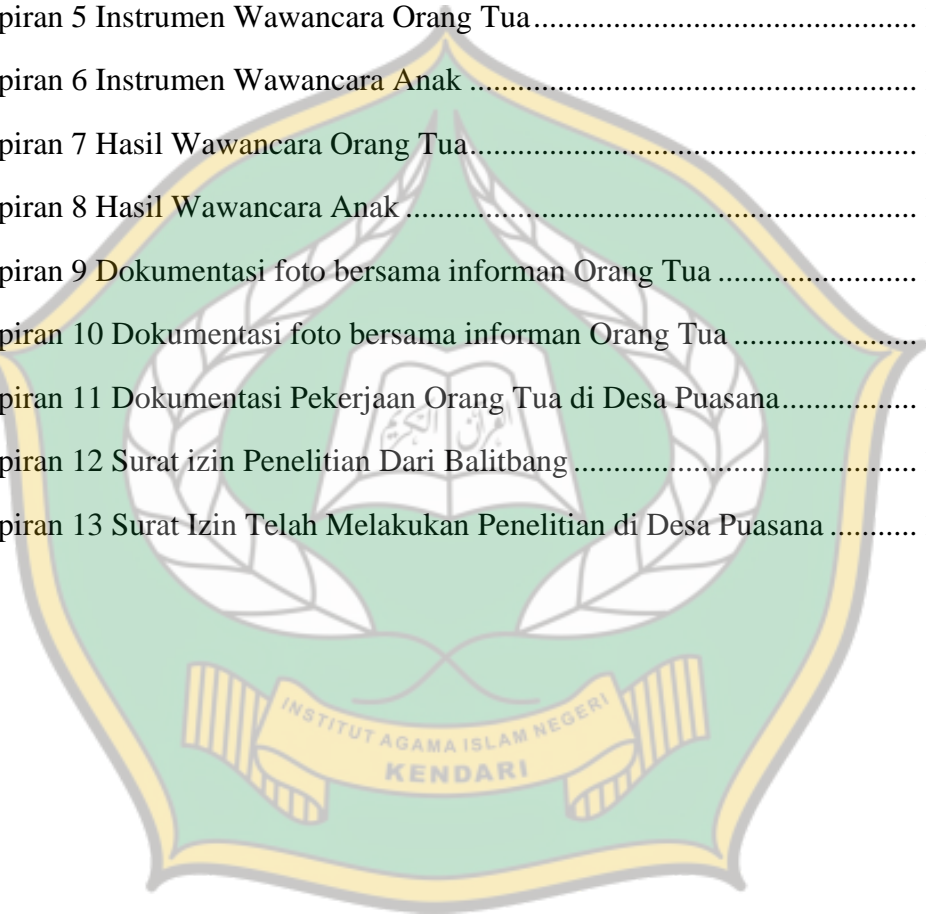 piran 5 Instrumen Wawancara Orang Tua................................................
piran 6 Instrumen Wawancara Anak ........................................................
piran 7 Hasil Wawancara Orang Tua........................................................
piran 8 Hasil Wawancara Anak ................................................................
piran 9 Dokumentasi foto bersama informan Orang Tua .........................
piran 10 Dokumentasi foto bersama informan Orang Tua .......................
piran 11 Dokumentasi Pekerjaan Orang Tua di Desa Puasana.................
القرآن الكريم
piran 12 Surat izin Penelitian Dari Balitbang ...........................................
piran 13 Surat Izin Telah Melakukan Penelitian di Desa Puasana ...........
INSTITUT AGAMA ISLAM NEGERI
KENDARI